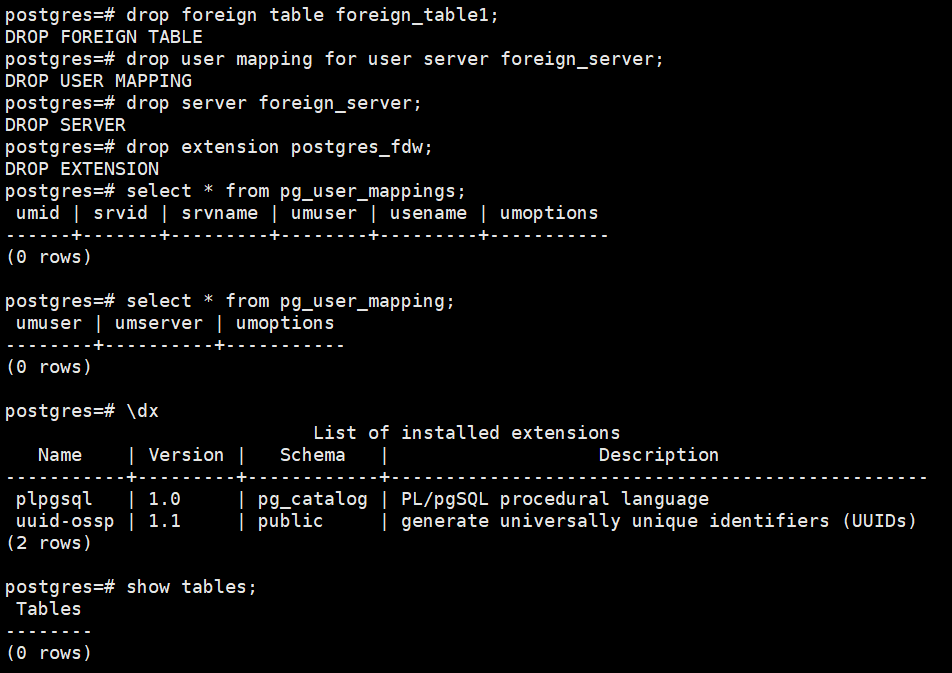 postgres=# drop foreign table foreign_table1;
DROP FOREIGN TABLE
postgres=# drop user mapping for user server foreign_server;
DROP USER MAPPING
postgres=# drop server foreign_server;
DROP SERVER
postgres=# drop extension postgres_fdw;
DROP EXTENSION
postgres=# select * from pg_user_mappings;
 umid | srvid | srvname | umuser | usename | umoptions
------+-------+---------+--------+---------+-----------
(0 rows)

postgres=# select * from pg_user_mapping;
 umuser | umserver | umoptions
--------+----------+-----------
(0 rows)

postgres=# \dx
                            List of installed extensions
   Name    | Version |   Schema   |                   Description
-----------+---------+------------+-------------------------------------------------
 plpgsql   | 1.0     | pg_catalog | PL/pgSQL procedural language
 uuid-ossp | 1.1     | public     | generate universally unique identifiers (UUIDs)
(2 rows)

postgres=# show tables;
 Tables
--------
(0 rows)